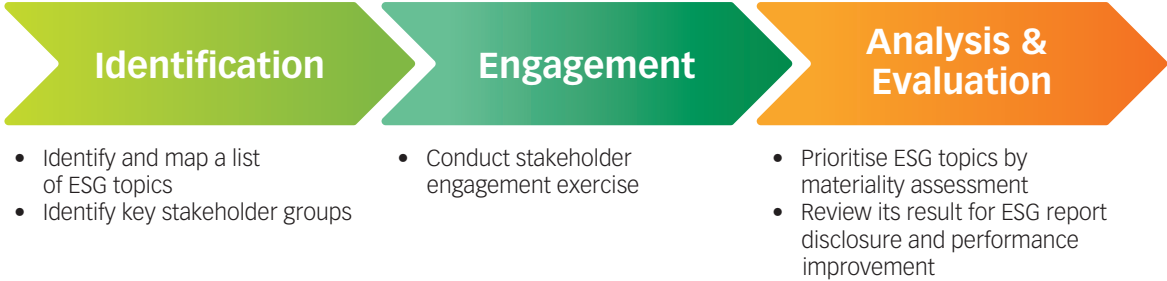 Identification
• Identify and map a list
of ESG topics
• Identify key stakeholder groups
Engagement
• Conduct stakeholder
engagement exercise
Analysis &
Evaluation
• Prioritise ESG topics by
materiality assessment
• Review its result for ESG report
disclosure and performance
improvement